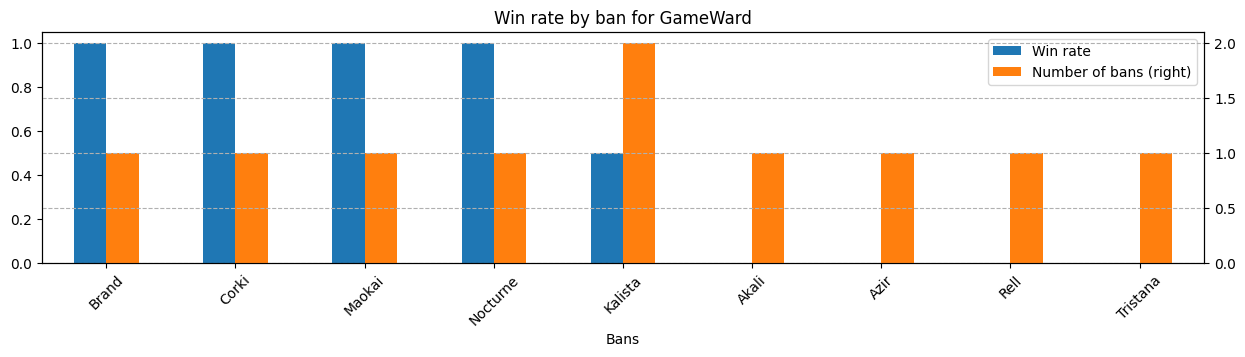 Win rate by ban for GameWard
1.0
0.8
0.6
0.4
0.2
0.0
2.0
1.5
1.0
0.5
0.0
Win rate
Number of bans (right)
Brand
Corki
Maokai
Nocturne
Kalista
Akali
Azir
Rell
Tristana
Bans